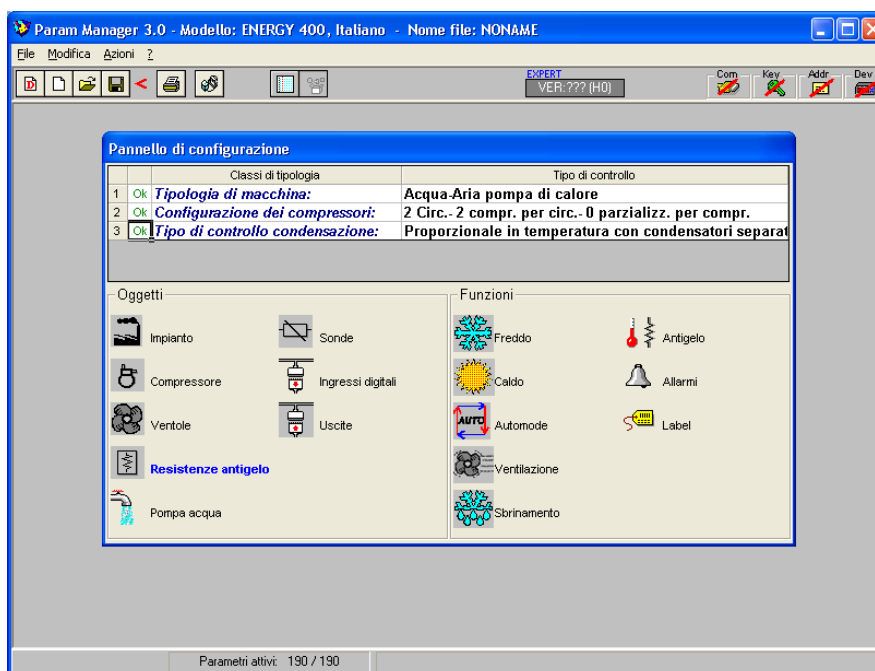 Param Manager 3.0 - Modello: ENERGY 400, Italiano - Nome file: NONAME
File Modifica Azioni ?
EXPERT
VER:??? (H0)
Com Key Addr Dev
Pannello di configurazione
Classi di tipologia Tipo di controllo
1 Ok Tipologia di macchina: Acqua-Aria pompa di calore
2 Ok Configurazione dei compressori: 2 Circ.- 2 compr. per circ.- 0 parzializz. per compr.
3 Ok Tipo di controllo condensazione: Proporzionale in temperatura con condensatori separat
Oggetti
Impianto Sonde
Compressore Ingressi digitali
Ventole Uscite
Resistenze antigelo
Pompa acqua
Funzioni
Freddo Antigelo
Caldo Allarmi
AUTO Automode Label
Ventilazione
Sbrinamento
Parametri attivi: 190 / 190